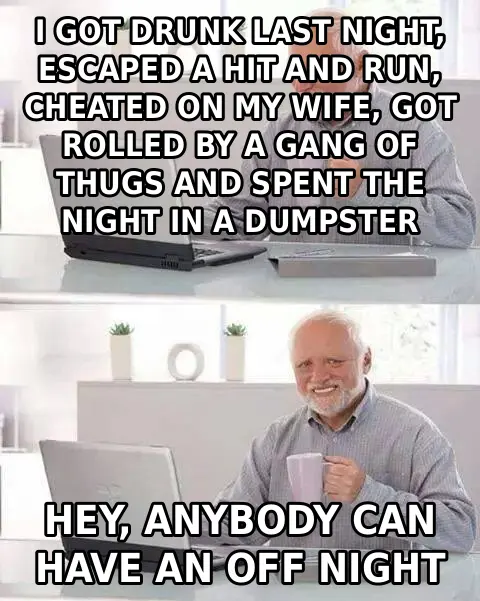 I GOT DRUNK LAST NIGHT,
ESCAPED A HIT AND RUN,
CHEATED ON MY WIFE, GOT
ROLLED BY A GANG OF
THUGS AND SPENT THE
NIGHT IN A DUMPSTER
HEY, ANYBODY CAN
HAVE AN OFF NIGHT